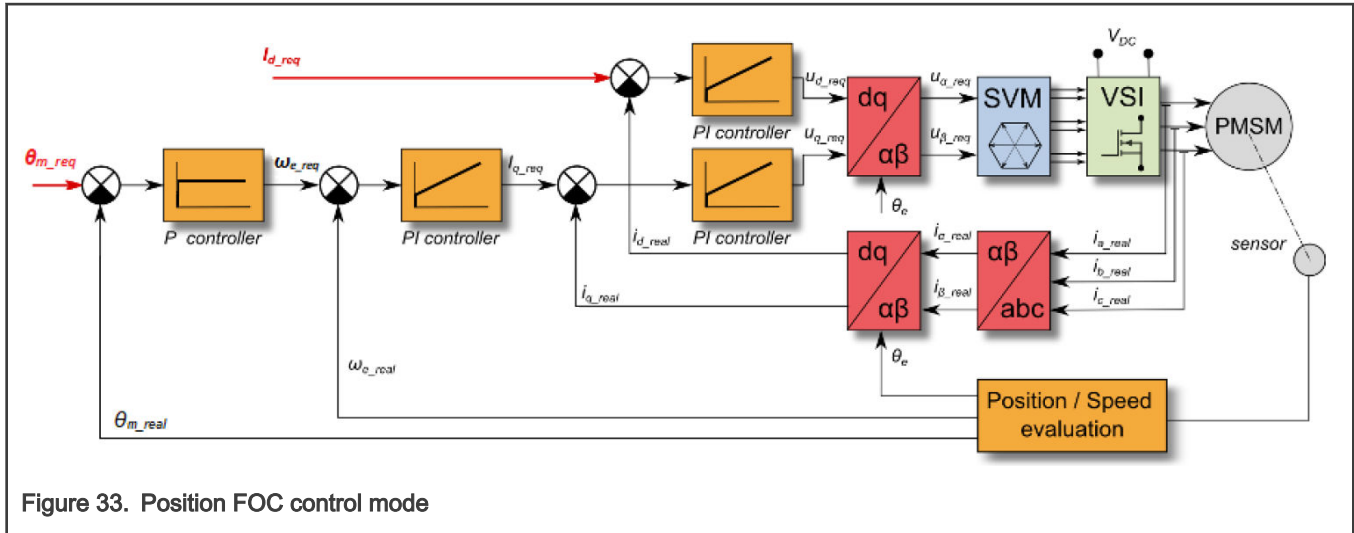 V_DC
I_d_req
u_d_req
dq
αβ
u_α_req
SVM
VSI
PMSM
PI controller
u_q_req
u_β_req
θ_m_req
ω_e_req
I_q_req
P controller
PI controller
PI controller
θ_e
i_d_real
dq
αβ
i_α_real
αβ
abc
i_a_real
sensor
i_b_real
i_q_real
i_β_real
i_c_real
θ_e
ω_e_real
Position / Speed
evaluation
θ_m_real
Figure 33. Position FOC control mode